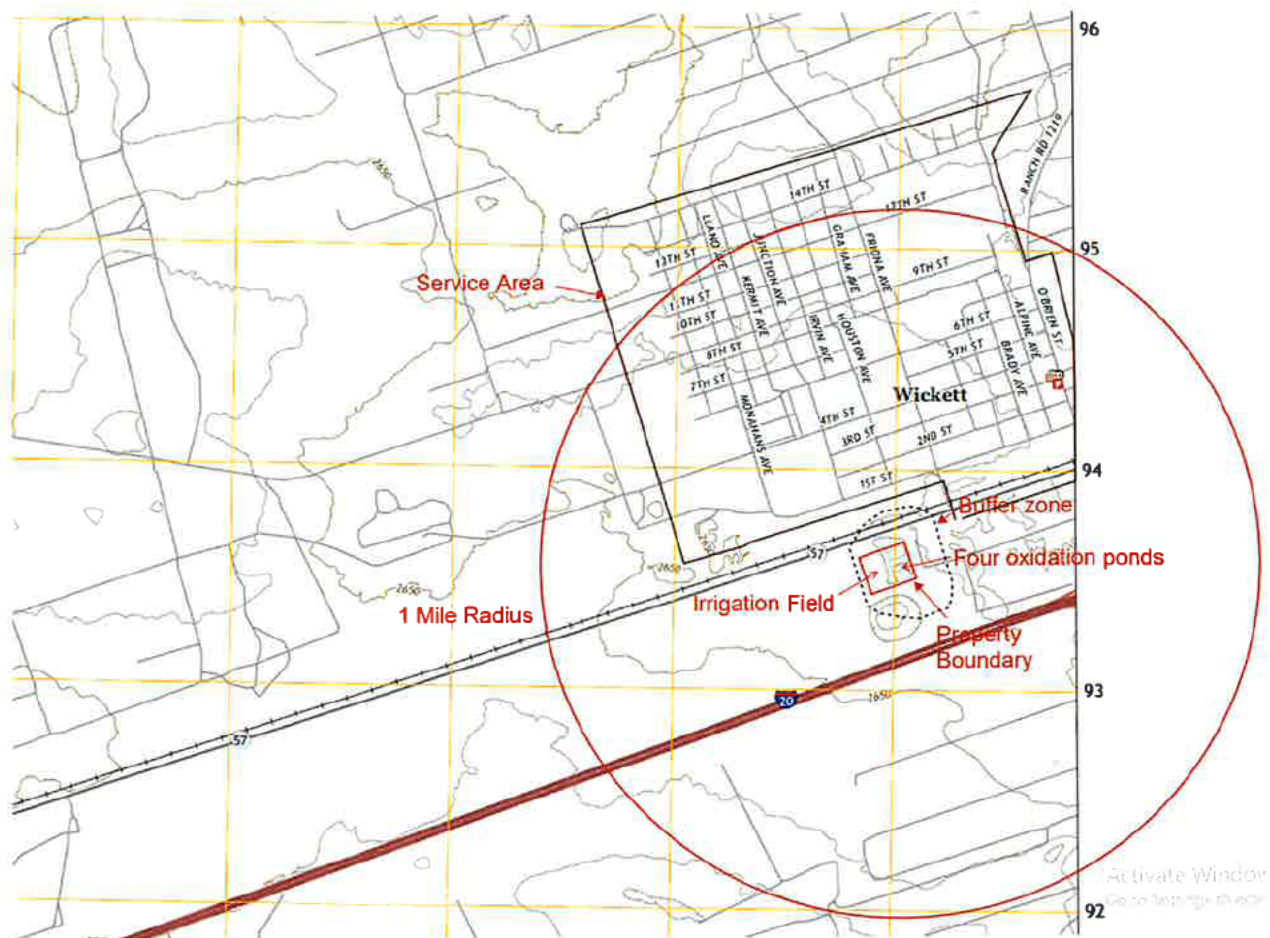 96
2650
RANCH RD 1219
14TH ST
17TH ST
LLANO AVE
JUNCTION AVE
GRAHAM AVE
FRIONA AVE
95
13TH ST
9TH ST
Service Area
KERMIT AVE
11TH ST
10TH ST
IRVIN AVE
HOUSTON AVE
6TH ST
ALPINE AVE
O'BRIEN ST
8TH ST
5TH ST
BRADY AVE
7TH ST
Wickett
MONAHANS AVE
4TH ST
3RD ST
2ND ST
94
1ST ST
Buffer zone
2650
57
Four oxidation ponds
2650
2650
Irrigation Field
1 Mile Radius
Property
Boundary
2650
93
20
57
Activate Window
92